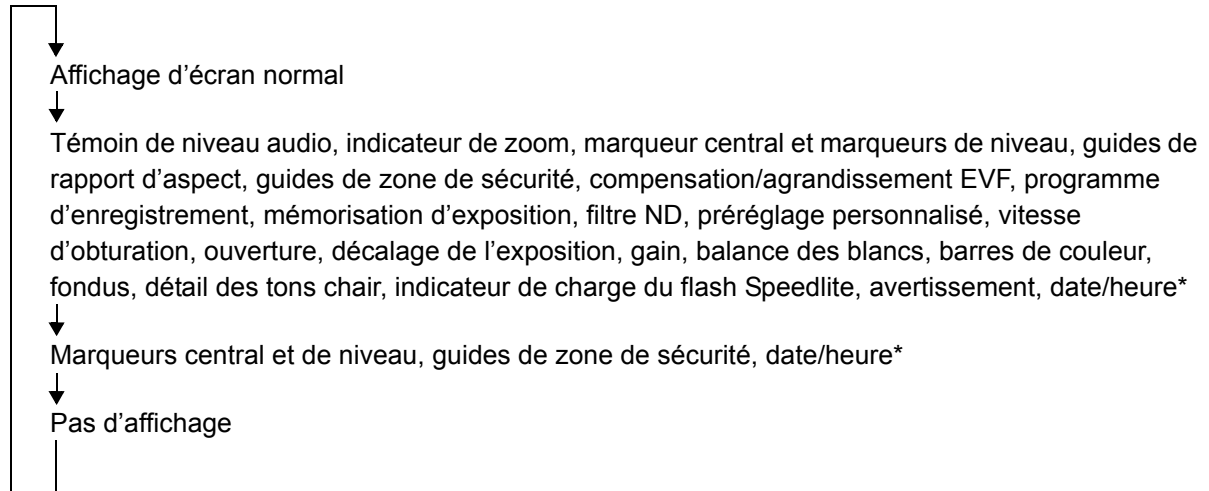 Affichage d’écran normal
Témoin de niveau audio, indicateur de zoom, marqueur central et marqueurs de niveau, guides de
rapport d’aspect, guides de zone de sécurité, compensation/agrandissement EVF, programme
d’enregistrement, mémorisation d’exposition, filtre ND, préréglage personnalisé, vitesse
d’obturation, ouverture, décalage de l’exposition, gain, balance des blancs, barres de couleur,
fondus, détail des tons chair, indicateur de charge du flash Speedlite, avertissement, date/heure*
Marqueurs central et de niveau, guides de zone de sécurité, date/heure*
Pas d’affichage